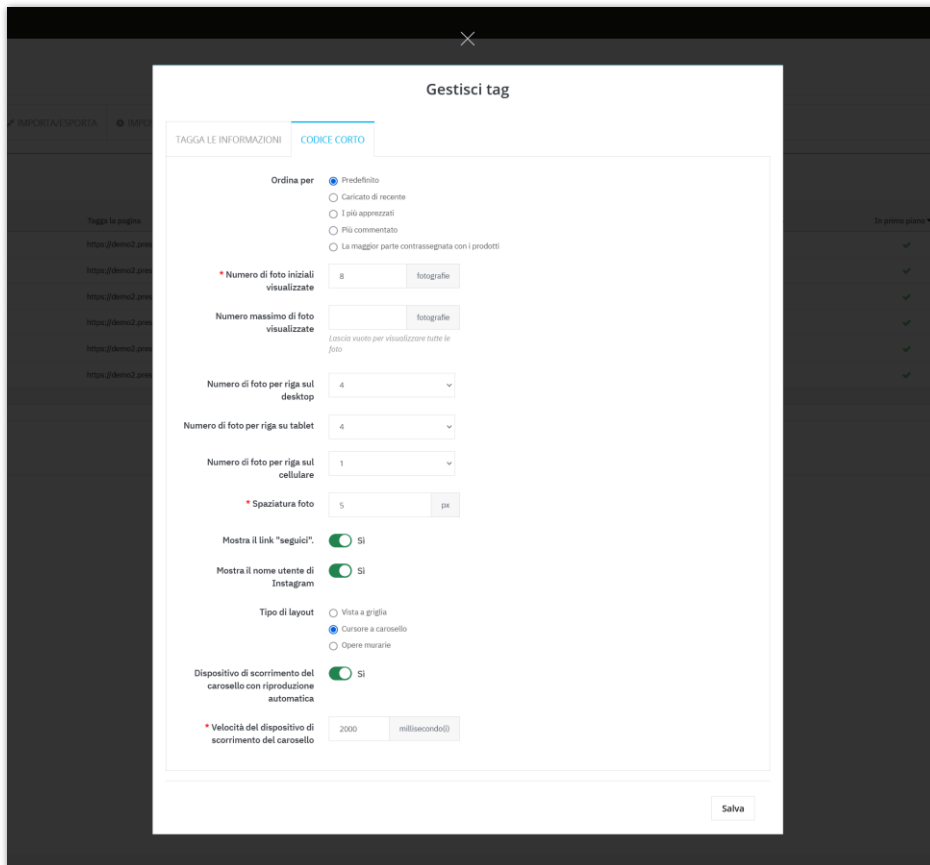 Gestisci tag
IMPORTA/ESPORTA
TAGGA LE INFORMAZIONI
CODICE CORTO
Ordina per
Predefinito
Caricato di recente
I più apprezzati
Più commentato
La maggior parte contrassegnata con i prodotti
* Numero di foto iniziali
visualizzate
8
fotografie
Numero massimo di foto
visualizzate
fotografie
Lascia vuoto per visualizzare tutte le
foto
Numero di foto per riga sul
desktop
4
Numero di foto per riga su tablet
4
Numero di foto per riga sul
cellulare
1
* Spaziatura foto
5
px
Mostra il link "seguici".
Sì
Mostra il nome utente di
Instagram
Sì
Tipo di layout
Vista a griglia
Cursore a carosello
Opere murarie
Dispositivo di scorrimento del
carosello con riproduzione
automatica
Sì
* Velocità del dispositivo di
scorrimento del carosello
2000
millisecondo(i)
Salva
Tagga la pagina
In primo piano
https://demo2.pres
https://demo2.pres
https://demo2.pres
https://demo2.pres
https://demo2.pres
https://demo2.pres